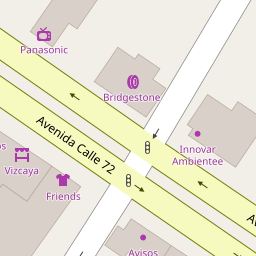 Panasonic
Bridgestone
Innovar
Ambientee
Avenida Calle 72
Vizcaya
Friends
Avisos